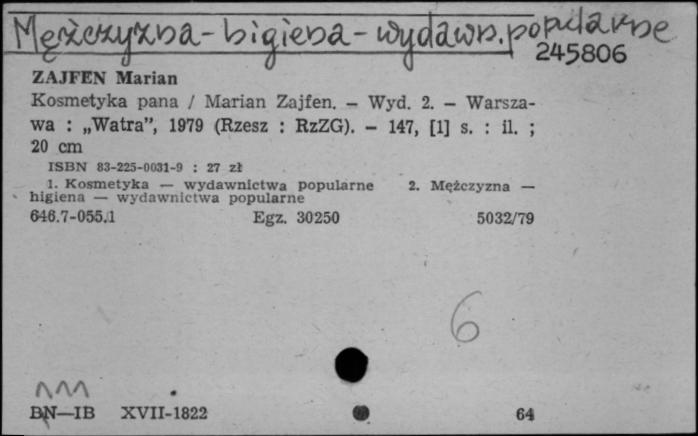 Mężczyzna-higiena-wydawn.popularne
245806
ZAJFEN Marian
Kosmetyka pana / Marian Zajfen. — Wyd. 2. — Warsza-
wa : „Watra”, 1979 (Rzesz : RzZG). — 147, [1] s. : il. ;
20 cm
ISBN 83-225-0031-9 : 27 zł
1. Kosmetyka — wydawnictwa popularne 2. Mężczyzna —
higiena — wydawnictwa popularne
646.7-055.1 Egz. 30250 5032/79
6
BN—IB XVII-1822 64